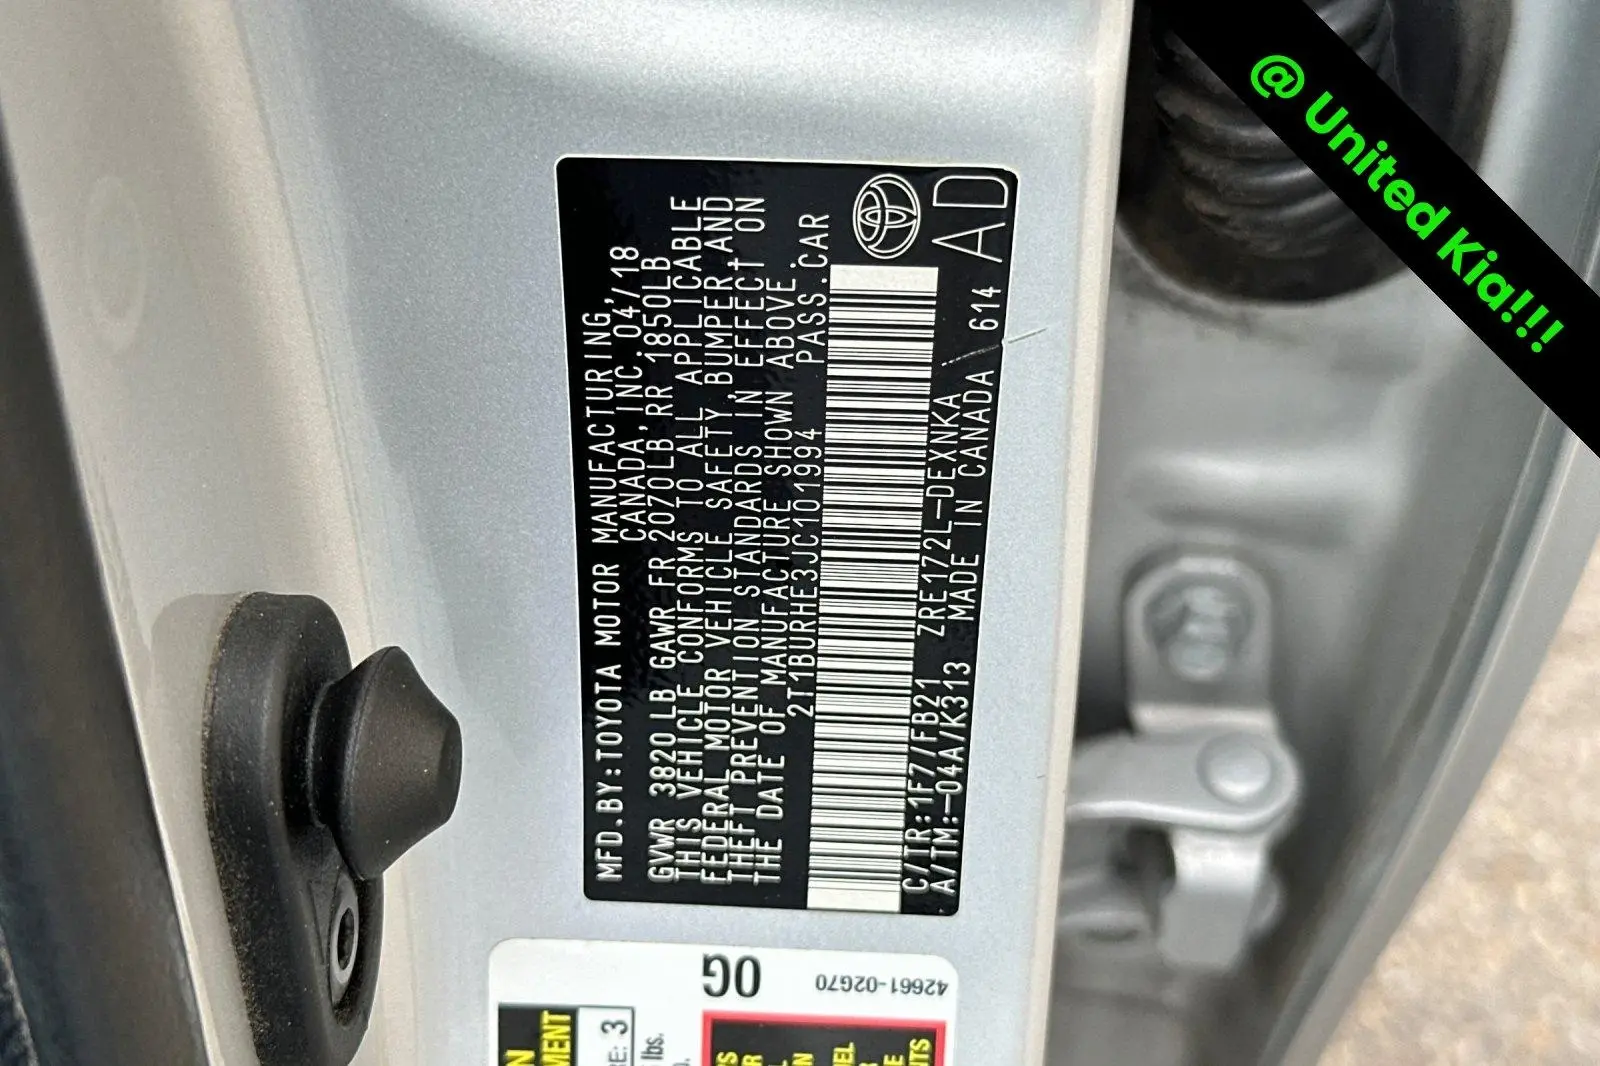 @ United Kia!!!
MFD.BY:TOYOTA MOTOR MANUFACTURING,
CANADA, INC. 04/18
GVWR 3820 LB GAWR FR 2070LB, RR 1850LB
THIS VEHICLE CONFORMS TO ALL APPLICABLE
FEDERAL MOTOR VEHICLE SAFETY, BUMPER, AND
THEFT PREVENTION STANDARDS IN EFFECT ON
THE DATE OF MANUFACTURE SHOWN ABOVE.
2T1BURHE3JC101994 PASS.CAR
C/TR:1F7/FB21 ZRE172L-DEXNKA
A/TM:-04A/K313 MADE IN CANADA 614
AD
0G
42661-02G70
3
lbs.